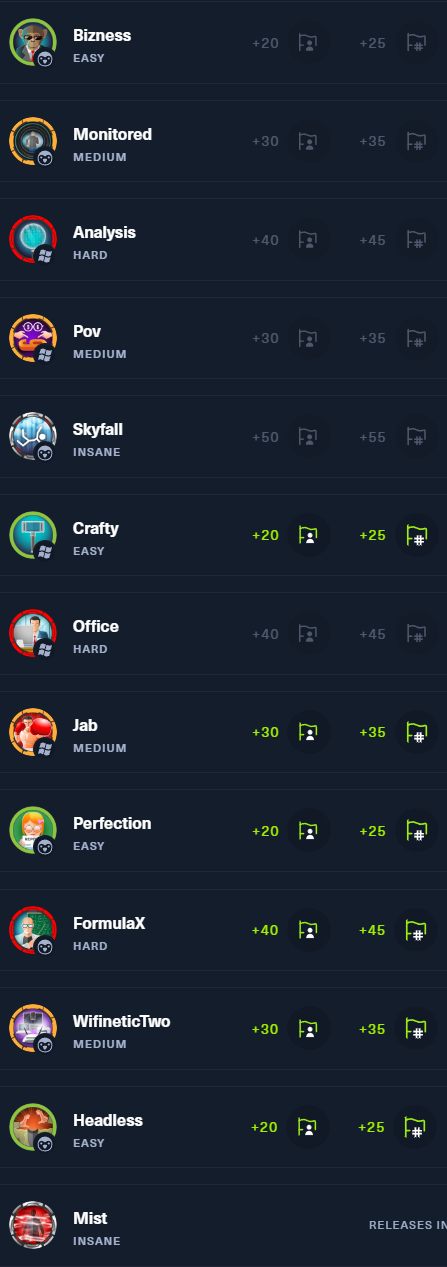 Bizness +20 +25
EASY
Monitored +30 +35
MEDIUM
Analysis +40 +45
HARD
Pov +30 +35
MEDIUM
Skyfall +50 +55
INSANE
Crafty +20 +25
EASY
Office +40 +45
HARD
Jab +30 +35
MEDIUM
Perfection +20 +25
EASY
FormulaX +40 +45
HARD
WifineticTwo +30 +35
MEDIUM
Headless +20 +25
EASY
Mist RELEASES IN
INSANE